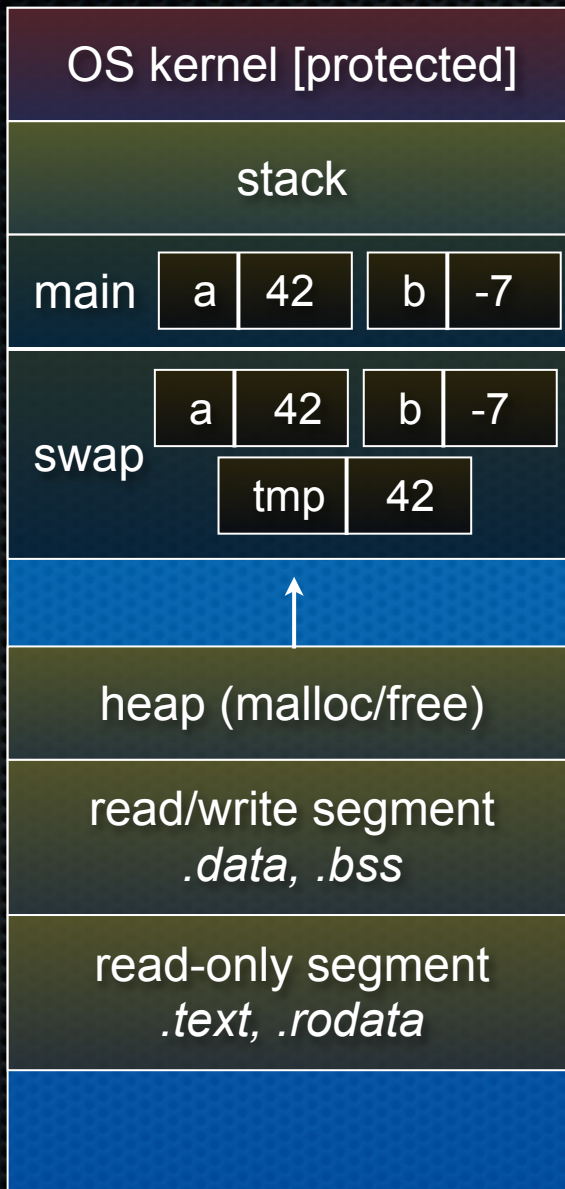 OS kernel [protected]
stack
main a 42 b -7
swap a 42 b -7
tmp 42
heap (malloc/free)
read/write segment
.data, .bss
read-only segment
.text, .rodata